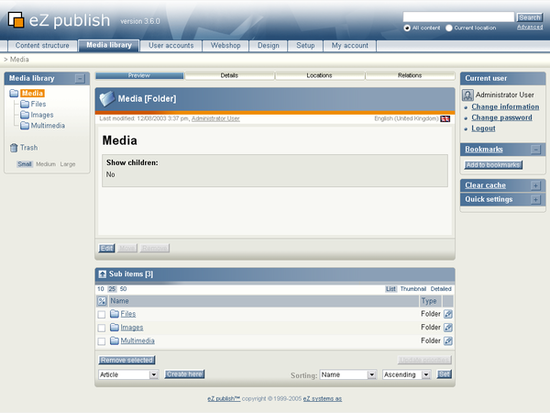 eZ publish version 3.6.0
Search
All content Current location Advanced
Content structure Media library User accounts Webshop Design Setup My account
> Media
Media library
Media
Files
Images
Multimedia
Trash
Small Medium Large
Preview Details Locations Relations
Media [Folder]
Last modified: 12/08/2003 3:37 pm, Administrator User English (United Kingdom)
Media
Show children:
No
Edit Move Remove
Sub items [3]
10 25 50 List Thumbnail Detailed
Name Type
Files Folder
Images Folder
Multimedia Folder
Remove selected
Article Create here Sorting: Name Ascending Set
Current user
Administrator User
Change information
Change password
Logout
Bookmarks
Add to bookmarks
Clear cache
Quick settings
eZ publish™ copyright © 1999-2005 eZ systems as